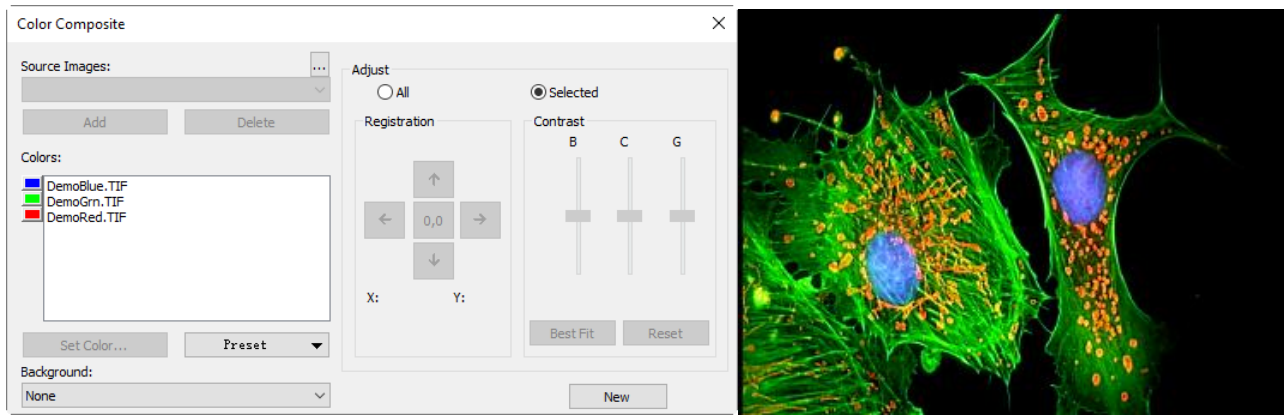 Color Composite
Source Images:
...
Add Delete
Colors:
DemoBlue.TIF
DemoGrn.TIF
DemoRed.TIF
Set Color... Preset
Background:
None
Adjust
All Selected
Registration
0,0
X: Y:
Contrast
B C G
Best Fit Reset
New